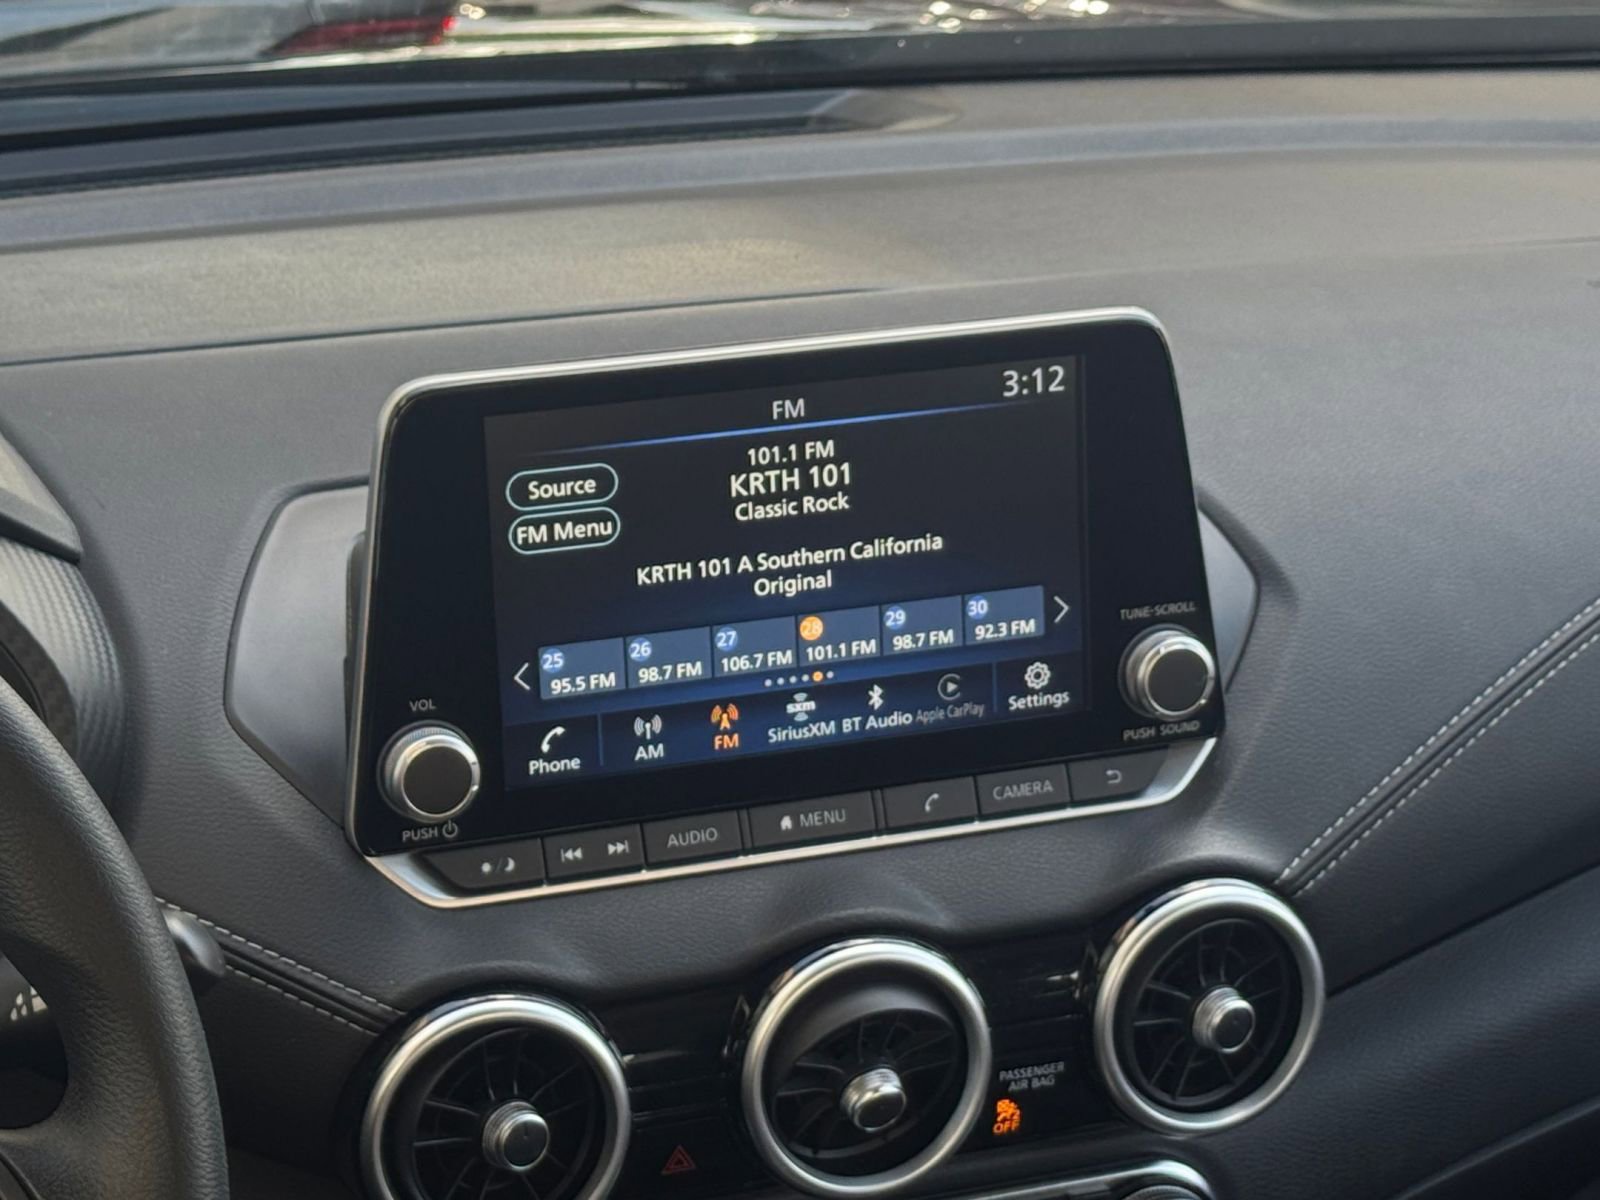 3:12
FM
101.1 FM
KRTH 101
Classic Rock
Source
FM Menu
KRTH 101 A Southern California
Original
25 26 27 28 29 30
95.5 FM 98.7 FM 106.7 FM 101.1 FM 98.7 FM 92.3 FM
Phone
AM
FM
sxm
SiriusXM
BT Audio
Apple CarPlay
Settings
VOL
PUSH
TUNE·SCROLL
PUSH SOUND
AUDIO
MENU
CAMERA
PASSENGER
AIR BAG
OFF